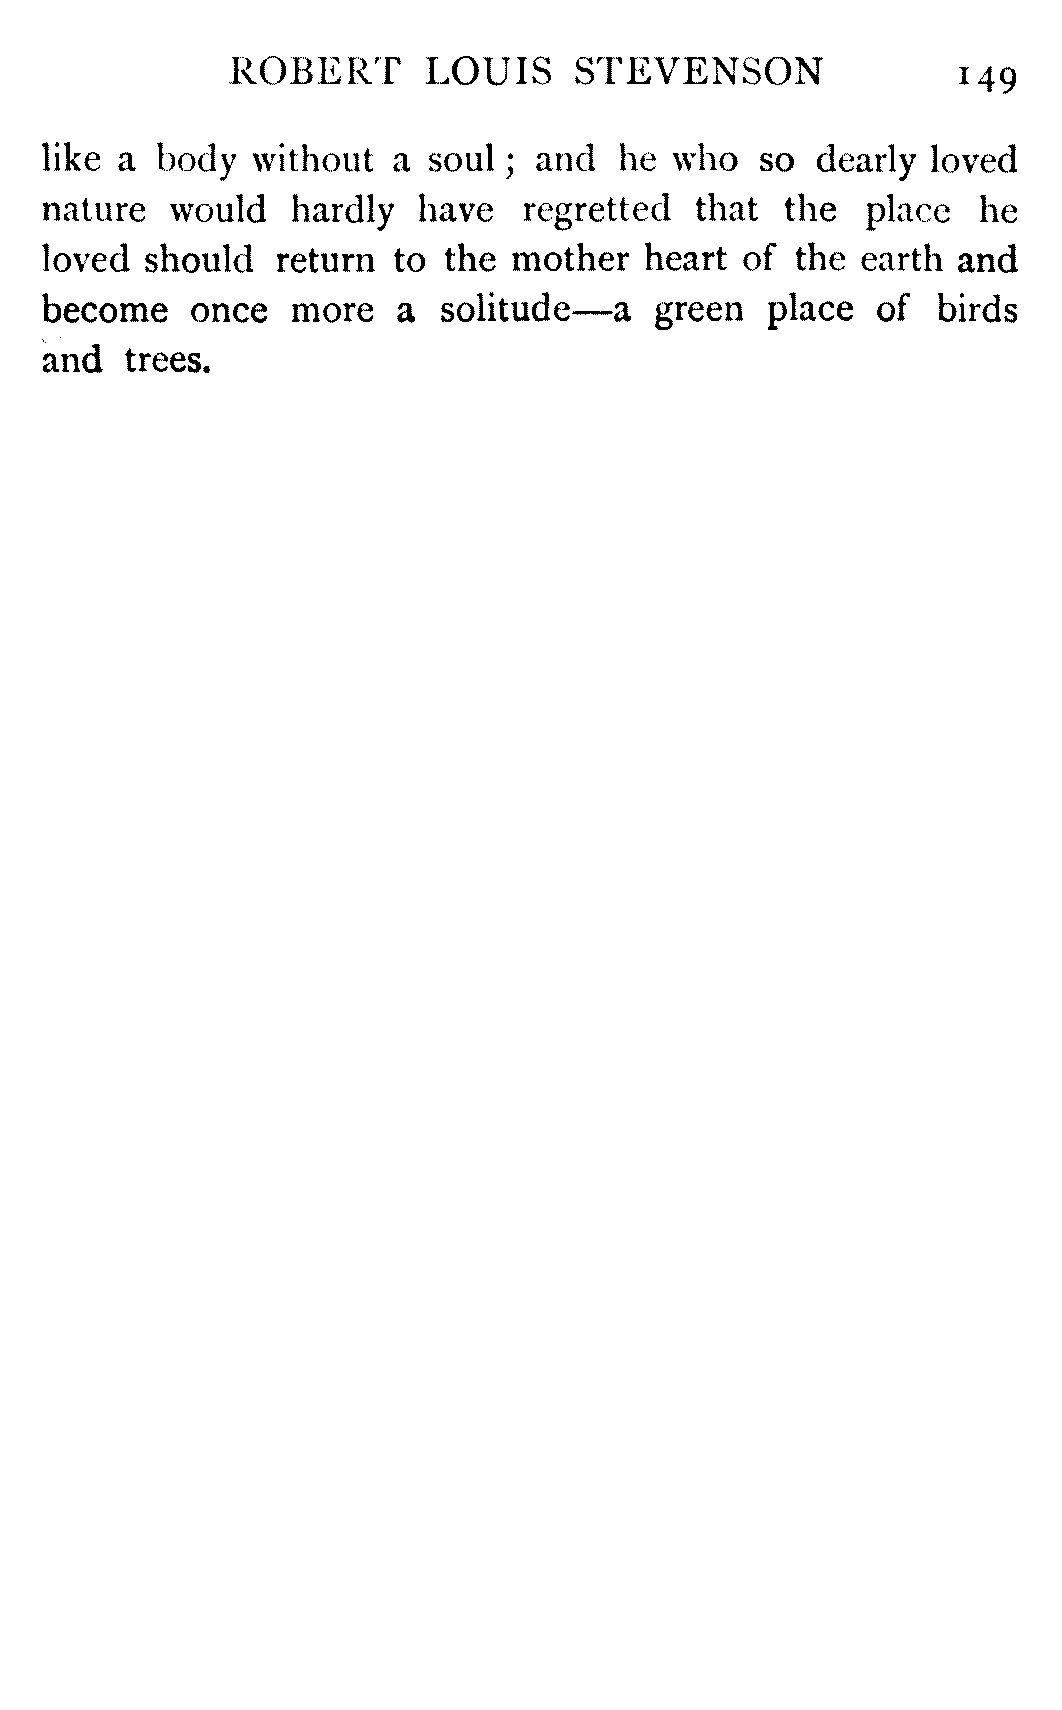 ROBERT LOUIS STEVENSON 149
like a body without a soul ; and he who so dearly loved
nature would hardly have regretted that the place he
loved should return to the mother heart of the earth and
become once more a solitude—a green place of birds
and trees.